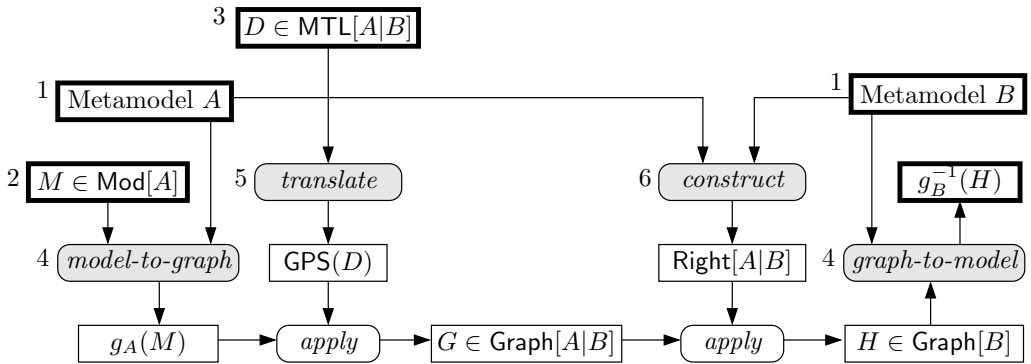 3 D ∈ MTL[A|B]
1 Metamodel A
1 Metamodel B
2 M ∈ Mod[A]
5 translate
6 construct
g_B^{-1}(H)
4 model-to-graph
GPS(D)
Right[A|B]
4 graph-to-model
g_A(M)
apply
G ∈ Graph[A|B]
apply
H ∈ Graph[B]